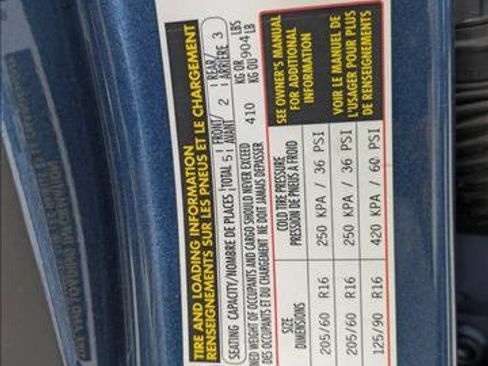 TIRE AND LOADING INFORMATION
RENSEIGNEMENTS SUR LES PNEUS ET LE CHARGEMENT
SEATING CAPACITY/NOMBRE DE PLACES TOTAL 5 FRONT/AVANT 2 REAR/ARRIÈRE 3
WEIGHT OF OCCUPANTS AND CARGO SHOULD NEVER EXCEED 410 KG OR 904 LBS
DES OCCUPANTS ET DU CHARGEMENT NE DOIT JAMAIS DEPASSER KG OU LB
SIZE
DIMENSIONS
COLD TIRE PRESSURE
PRESSION DE PNEUS A FROID
SEE OWNER'S MANUAL
FOR ADDITIONAL
INFORMATION
205/60 R16 250 KPA / 36 PSI
205/60 R16 250 KPA / 36 PSI
125/90 R16 420 KPA / 60 PSI
VOIR LE MANUEL DE
L'USAGER POUR PLUS
DE RENSEIGNEMENTS